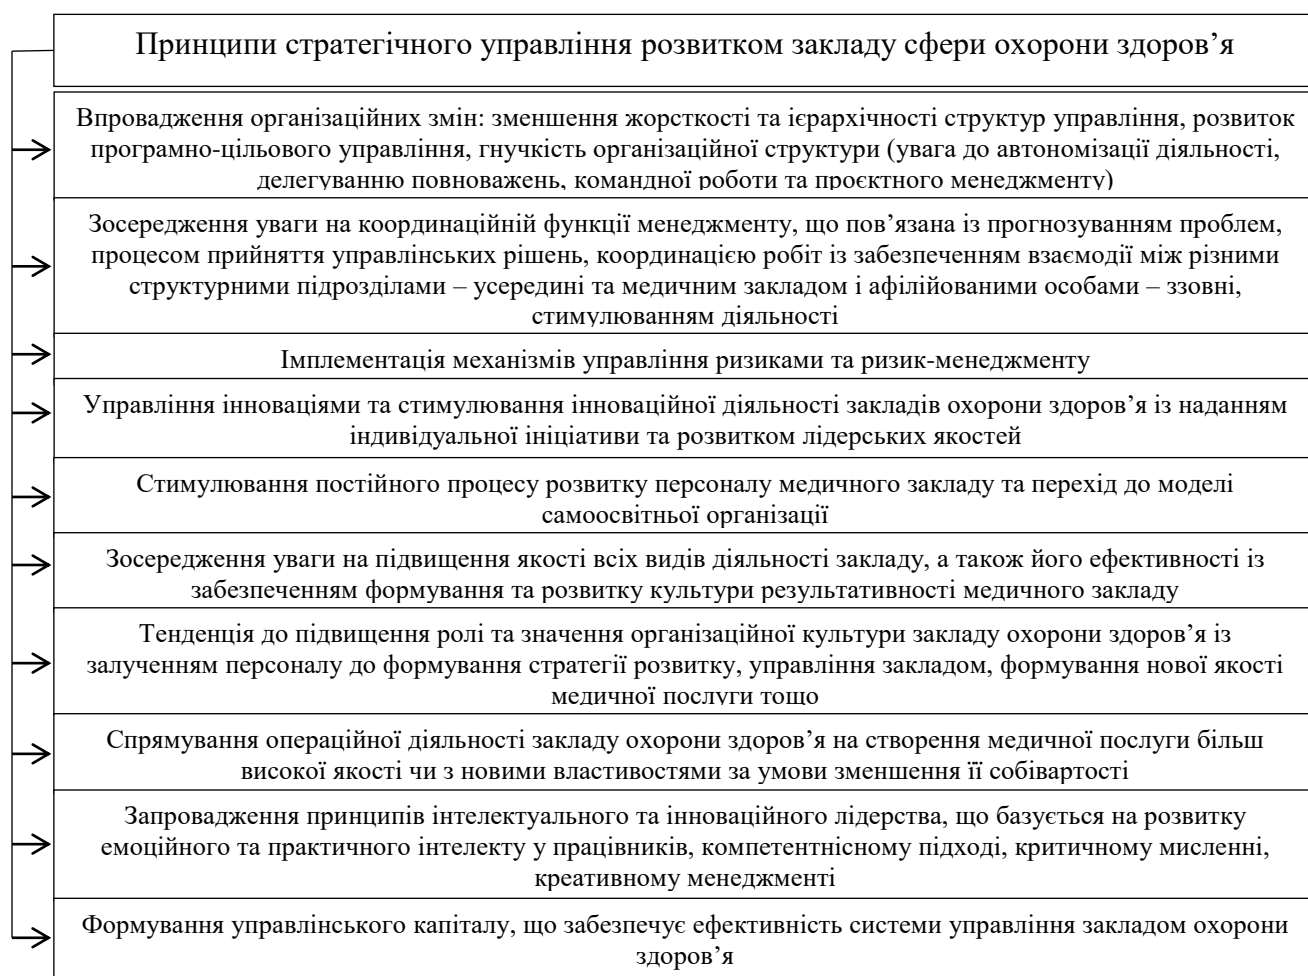 Принципи стратегічного управління розвитком закладу сфери охорони здоров’я
Впровадження організаційних змін: зменшення жорсткості та ієрархічності структур управління, розвиток
програмно-цільового управління, гнучкість організаційної структури (увага до автономізації діяльності,
делегуванню повноважень, командної роботи та проєктного менеджменту)
Зосередження уваги на координаційній функції менеджменту, що пов’язана із прогнозуванням проблем,
процесом прийняття управлінських рішень, координацією робіт із забезпеченням взаємодії між різними
структурними підрозділами – усередині та медичним закладом і афілійованими особами – ззовні,
стимулюванням діяльності
Імплементація механізмів управління ризиками та ризик-менеджменту
Управління інноваціями та стимулювання інноваційної діяльності закладів охорони здоров’я із наданням
індивідуальної ініціативи та розвитком лідерських якостей
Стимулювання постійного процесу розвитку персоналу медичного закладу та перехід до моделі
самоосвітньої організації
Зосередження уваги на підвищення якості всіх видів діяльності закладу, а також його ефективності із
забезпеченням формування та розвитку культури результативності медичного закладу
Тенденція до підвищення ролі та значення організаційної культури закладу охорони здоров’я із
залученням персоналу до формування стратегії розвитку, управління закладом, формування нової якості
медичної послуги тощо
Спрямування операційної діяльності закладу охорони здоров’я на створення медичної послуги більш
високої якості чи з новими властивостями за умови зменшення її собівартості
Запровадження принципів інтелектуального та інноваційного лідерства, що базується на розвитку
емоційного та практичного інтелекту у працівників, компетентнісному підході, критичному мисленні,
креативному менеджменті
Формування управлінського капіталу, що забезпечує ефективність системи управління закладом охорони
здоров’я